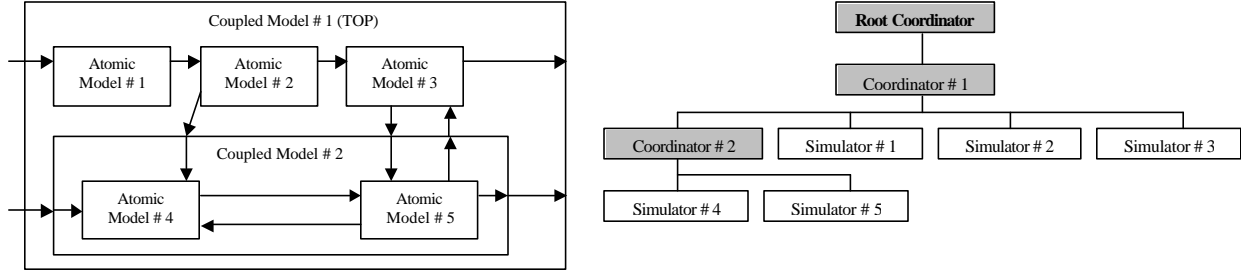 Coupled Model # 1 (TOP)
Atomic
Model # 1
Atomic
Model # 2
Atomic
Model # 3
Coupled Model # 2
Atomic
Model # 4
Atomic
Model # 5
Root Coordinator
Coordinator # 1
Coordinator # 2
Simulator # 1
Simulator # 2
Simulator # 3
Simulator # 4
Simulator # 5